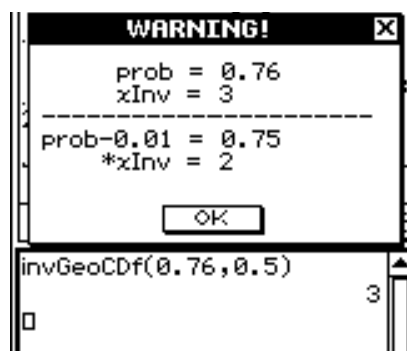 WARNING!
prob = 0.76
xInv = 3
prob-0.01 = 0.75
*xInv = 2
OK
invGeoCDf(0.76,0.5)
3